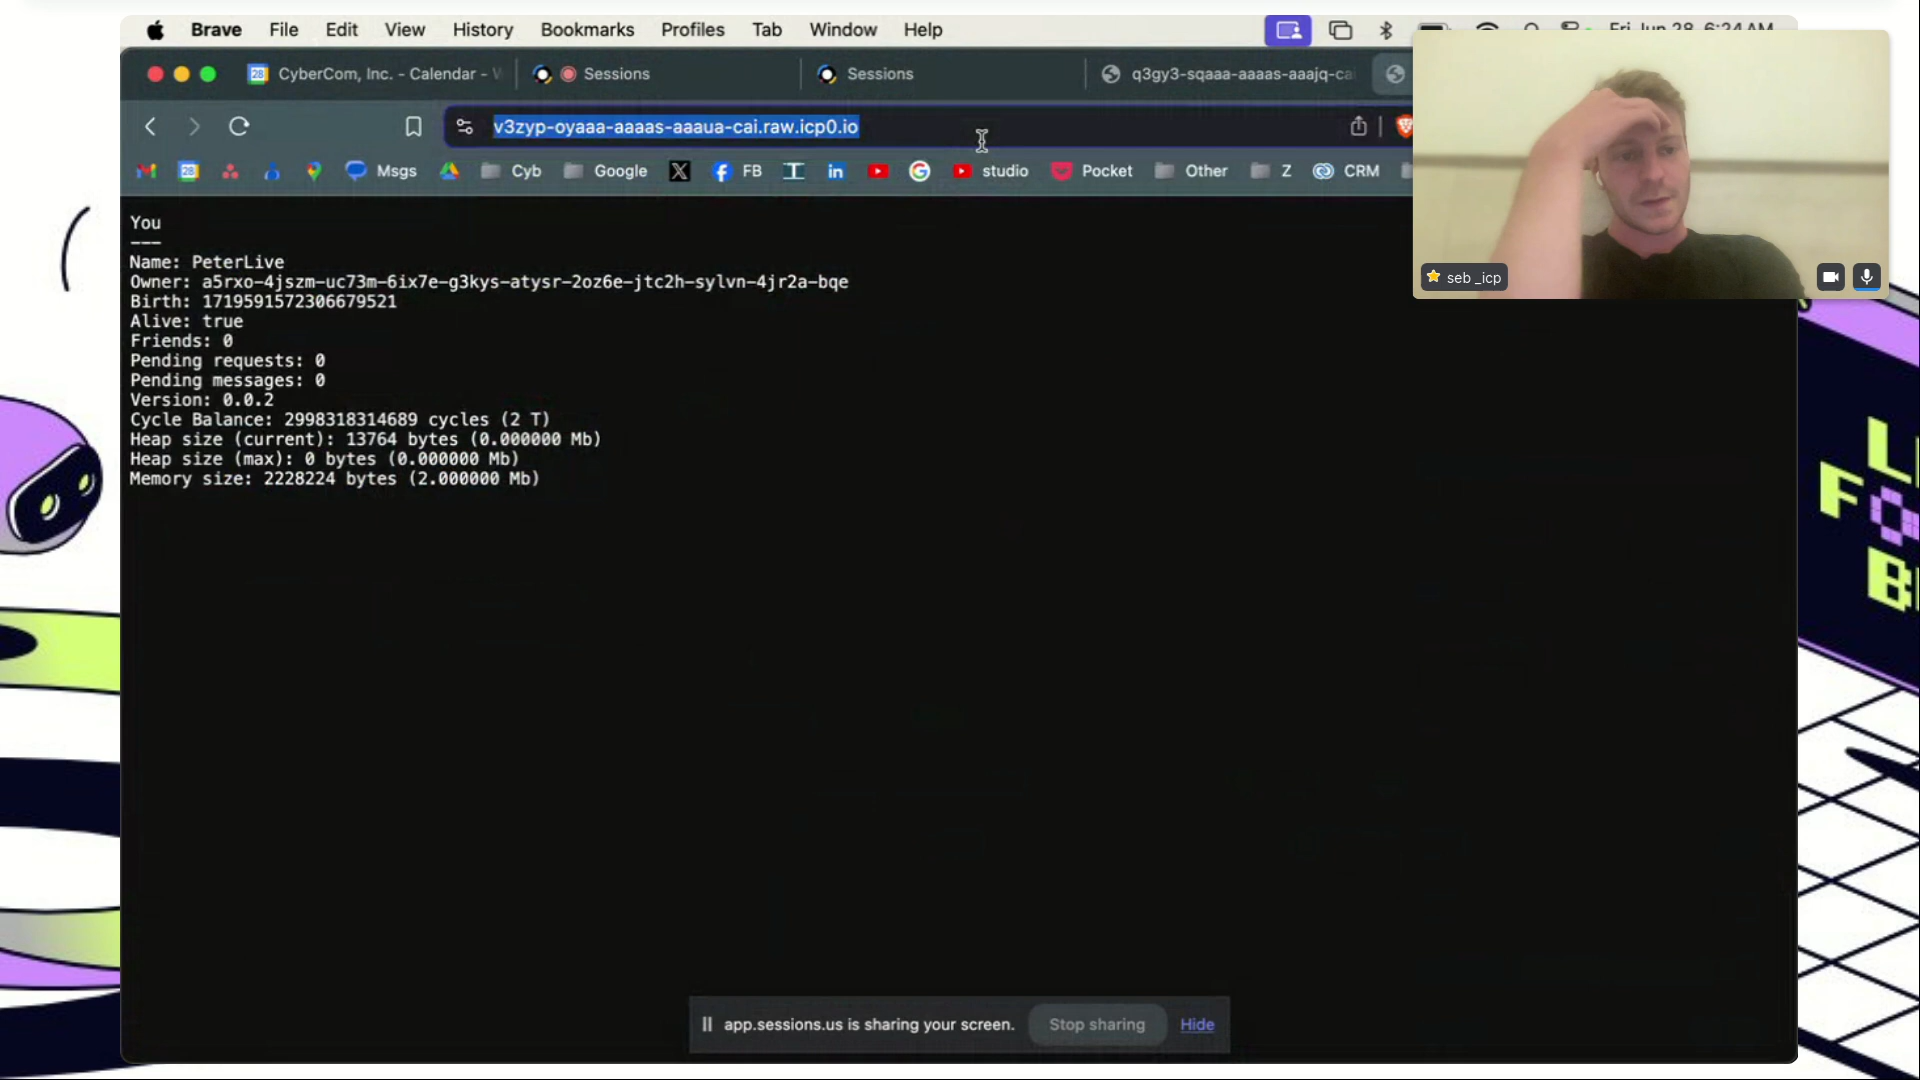 Brave File Edit View History Bookmarks Profiles Tab Window Help
CyberCom, Inc. - Calendar -
Sessions
Sessions
q3gy3-sqaaa-aaaas-aaajq-ca
v3zyp-oyaaa-aaaas-aaaua-cai.raw.icp0.io
28 Msgs Cyb Google FB in studio Pocket Other Z CRM
You
---
Name: PeterLive
Owner: a5rxo-4jszm-uc73m-6ix7e-g3kys-atysr-2oz6e-jtc2h-sylvn-4jr2a-bqe
Birth: 1719591572306679521
Alive: true
Friends: 0
Pending requests: 0
Pending messages: 0
Version: 0.0.2
Cycle Balance: 2998318314689 cycles (2 T)
Heap size (current): 13764 bytes (0.000000 Mb)
Heap size (max): 0 bytes (0.000000 Mb)
Memory size: 2228224 bytes (2.000000 Mb)
seb _icp
app.sessions.us is sharing your screen. Stop sharing Hide